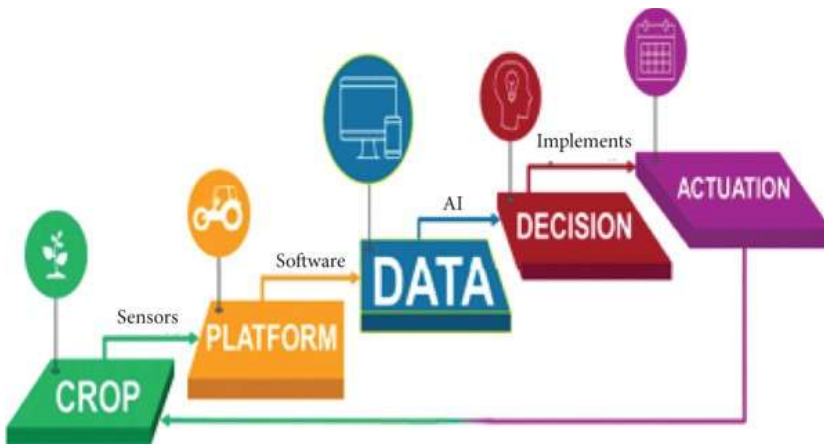 CROP
Sensors
PLATFORM
Software
DATA
AI
DECISION
Implements
ACTUATION